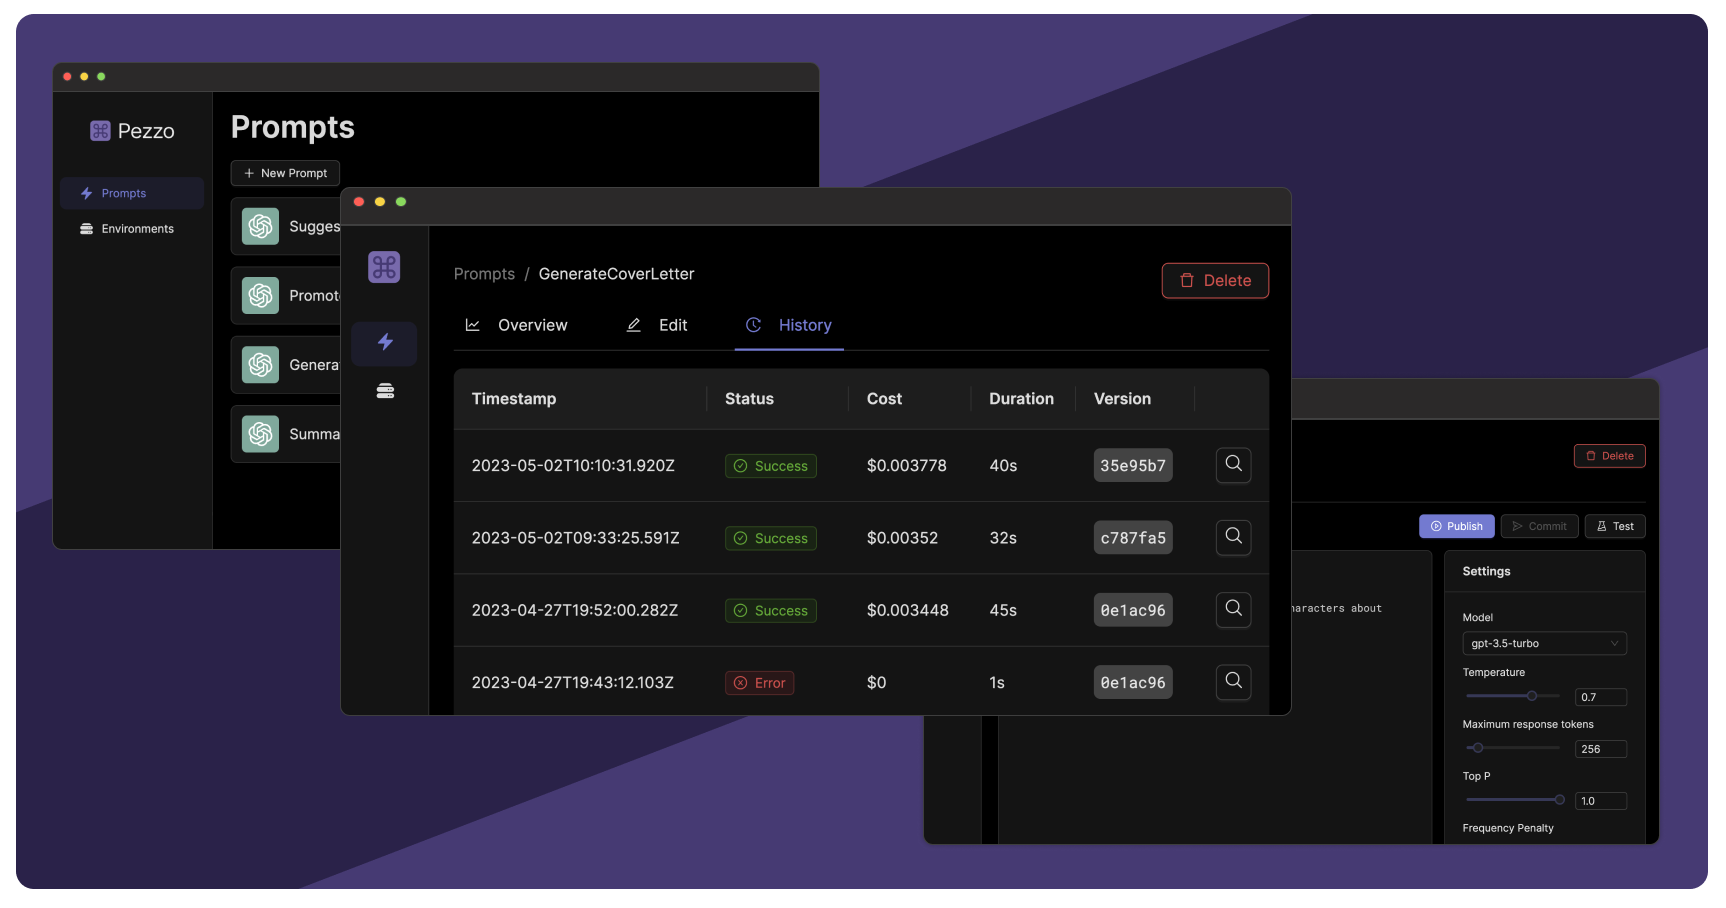 Pezzo
Prompts
Environments
Prompts
+ New Prompt
Sugges
Promot
Genera
Summa
Prompts / GenerateCoverLetter
Delete
Overview Edit History
Timestamp Status Cost Duration Version
2023-05-02T10:10:31.920Z Success $0.003778 40s 35e95b7
2023-05-02T09:33:25.591Z Success $0.00352 32s c787fa5
2023-04-27T19:52:00.282Z Success $0.003448 45s 0e1ac96
2023-04-27T19:43:12.103Z Error $0 1s 0e1ac96
Delete
Publish Commit Test
haracters about
Settings
Model
gpt-3.5-turbo
Temperature
0.7
Maximum response tokens
256
Top P
1.0
Frequency Penalty